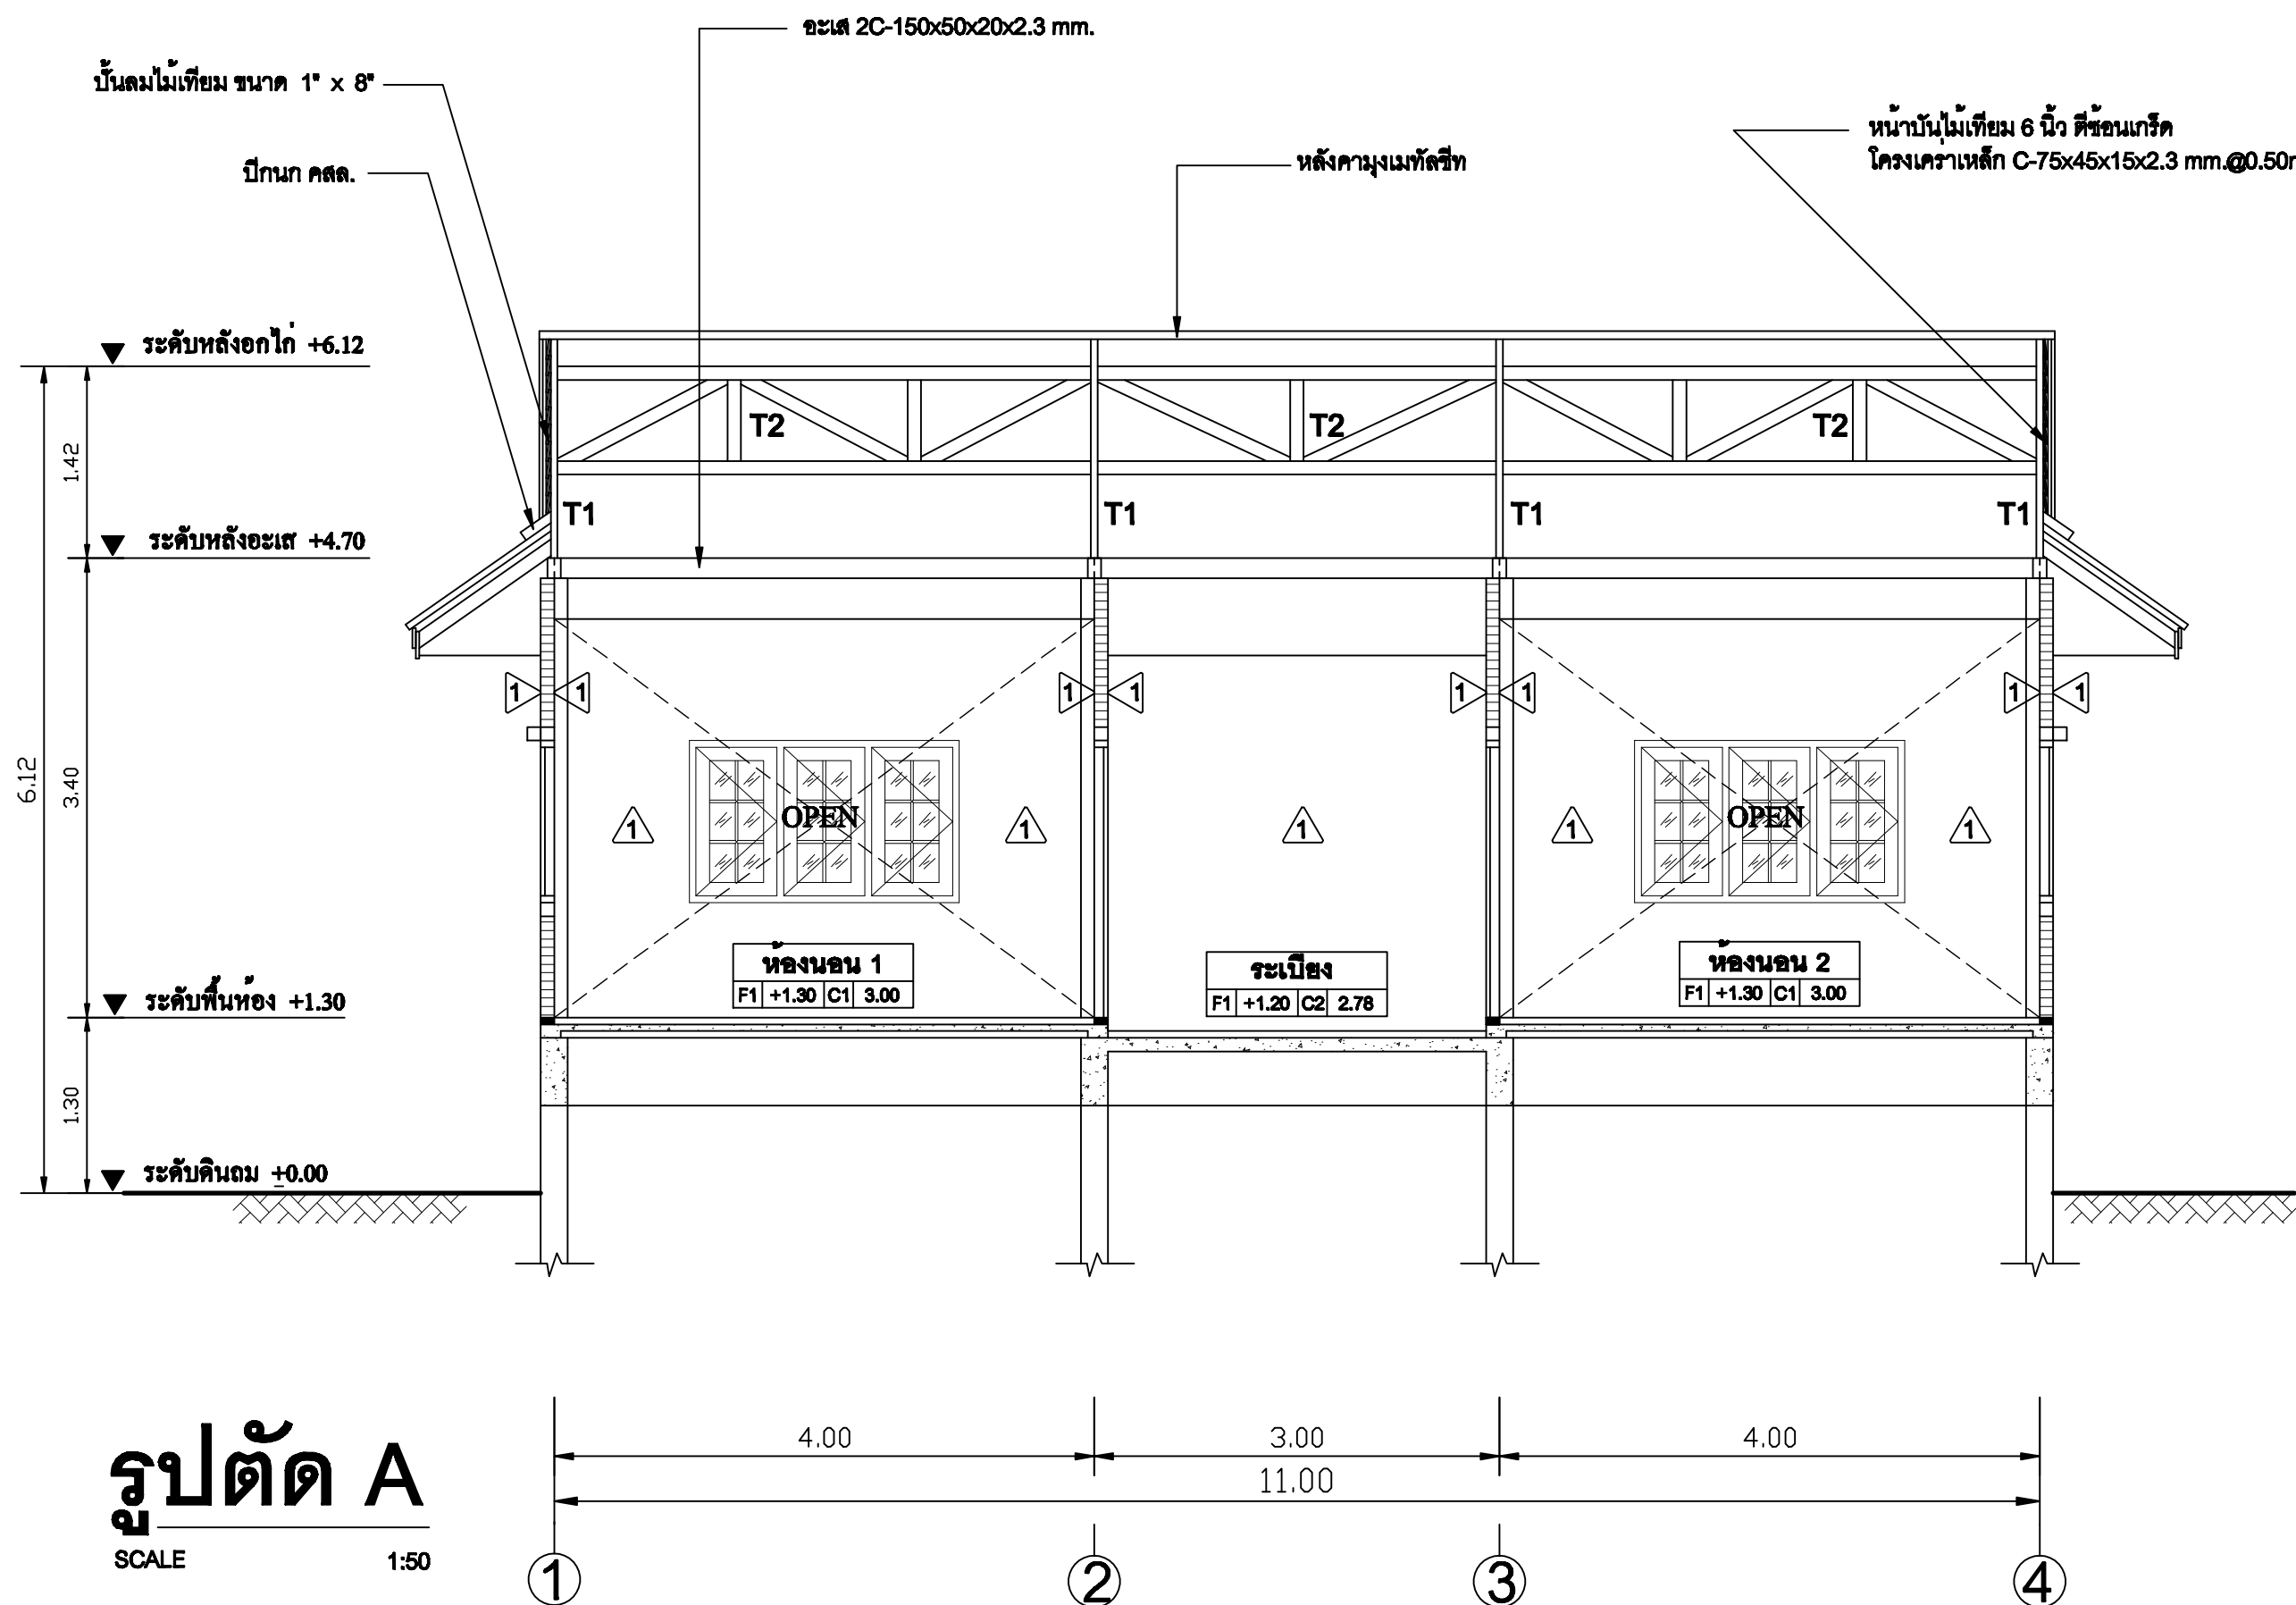 อะเส 2C-150x50x20x2.3 mm.
ปั้นลมไม้เทียม ขนาด 1" x 8"
หน้าบันไม้เทียม 6 นิ้ว ตีซ้อนเกร็ด
โครงเคร่าเหล็ก C-75x45x15x2.3 mm.@0.50
หลังคามุงเมทัลชีท
ปีกนก คสล.
ระดับหลังอกไก่ +6.12
T2 T2 T2
1.42
T1 T1 T1 T1
ระดับหลังอะเส +4.70
1 1 1 1 1 1 1 1
6.12
3.40
OPEN OPEN
1 1 1 1 1
ห้องนอน 1
F1 +1.30 C1 3.00
ระเบียง
F1 +1.20 C2 2.78
ห้องนอน 2
F1 +1.30 C1 3.00
ระดับพื้นห้อง +1.30
1.30
ระดับดินถม ±0.00
4.00 3.00 4.00
11.00
รูปตัด A
SCALE 1:50
1 2 3 4